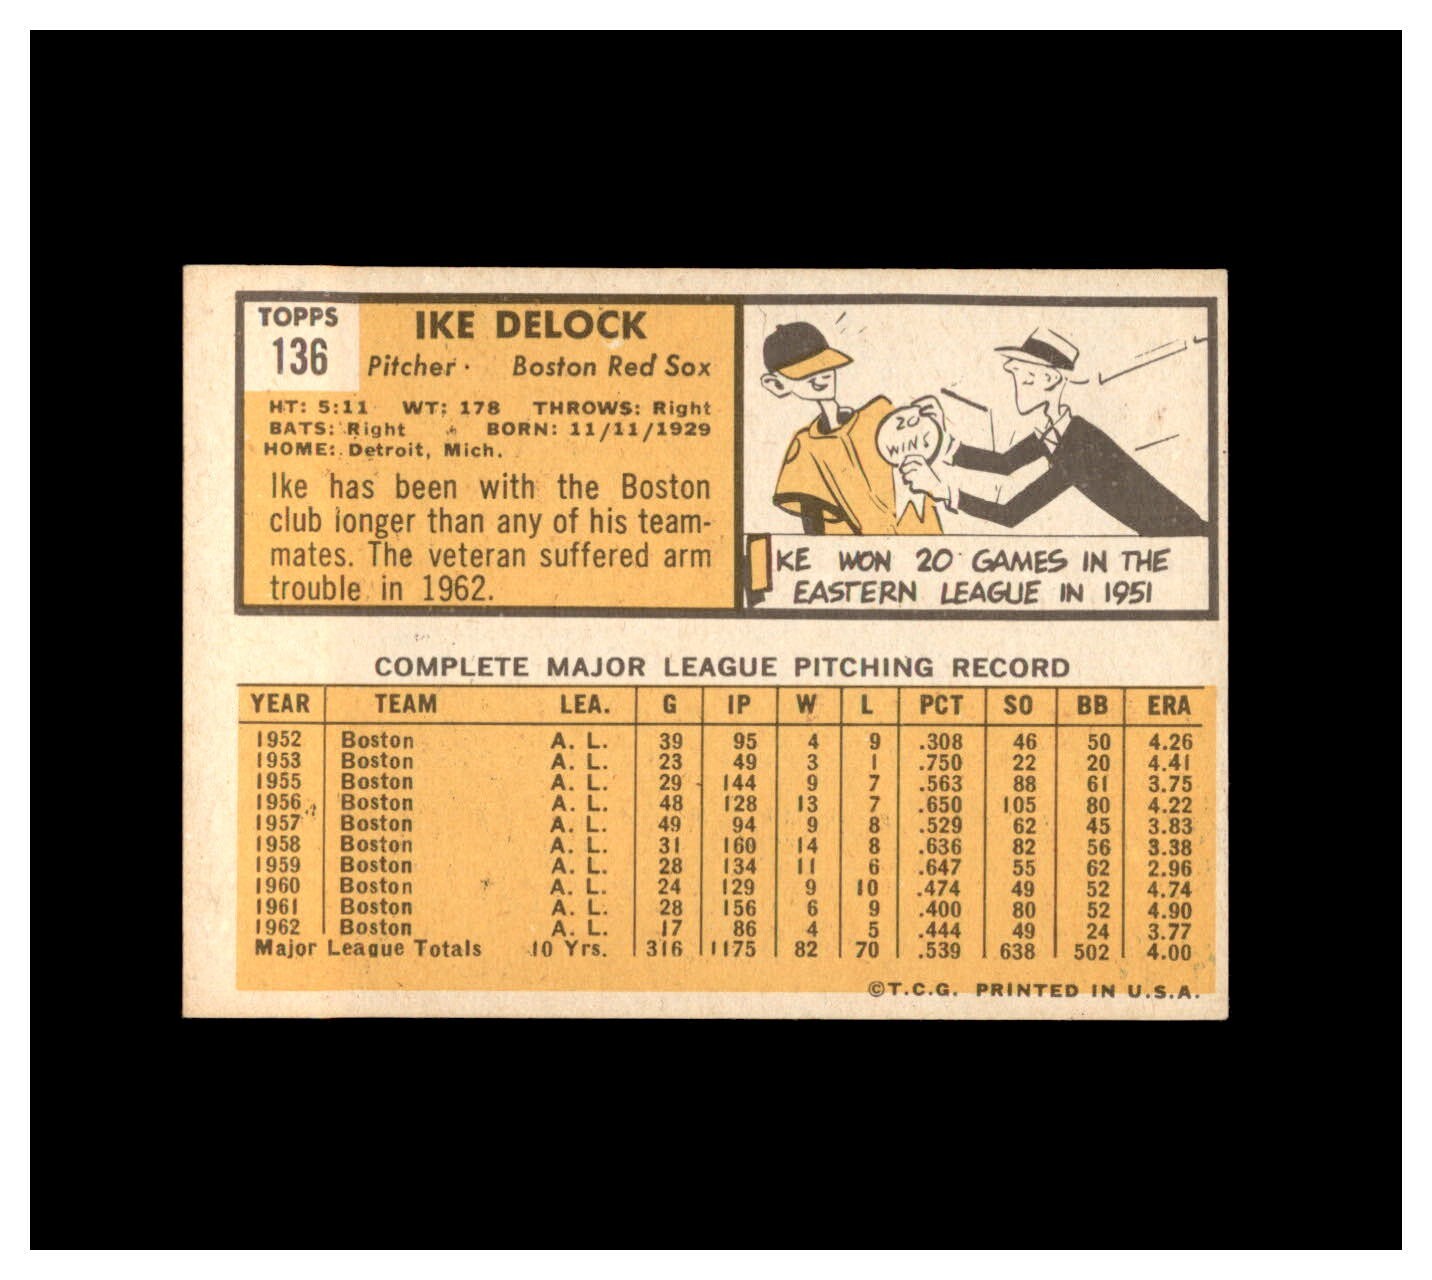 TOPPS
136
IKE DELOCK
Pitcher · Boston Red Sox
HT: 5:11 WT: 178 THROWS: Right
BATS: Right BORN: 11/11/1929
HOME: Detroit, Mich.
Ike has been with the Boston
club longer than any of his team-
mates. The veteran suffered arm
trouble in 1962.
20
WINS
IKE WON 20 GAMES IN THE
EASTERN LEAGUE IN 1951
COMPLETE MAJOR LEAGUE PITCHING RECORD
YEAR TEAM LEA. G IP W L PCT SO BB ERA
1952 Boston A. L. 39 95 4 9 .308 46 50 4.26
1953 Boston A. L. 23 49 3 1 .750 22 20 4.41
1955 Boston A. L. 29 144 9 7 .563 88 61 3.75
1956 Boston A. L. 48 128 13 7 .650 105 80 4.22
1957 Boston A. L. 49 94 9 8 .529 62 45 3.83
1958 Boston A. L. 31 160 14 8 .636 82 56 3.38
1959 Boston A. L. 28 134 11 6 .647 55 62 2.96
1960 Boston A. L. 24 129 9 10 .474 49 52 4.74
1961 Boston A. L. 28 156 6 9 .400 80 52 4.90
1962 Boston A. L. 17 86 4 5 .444 49 24 3.77
Major League Totals 10 Yrs. 316 1175 82 70 .539 638 502 4.00
©T.C.G. PRINTED IN U.S.A.